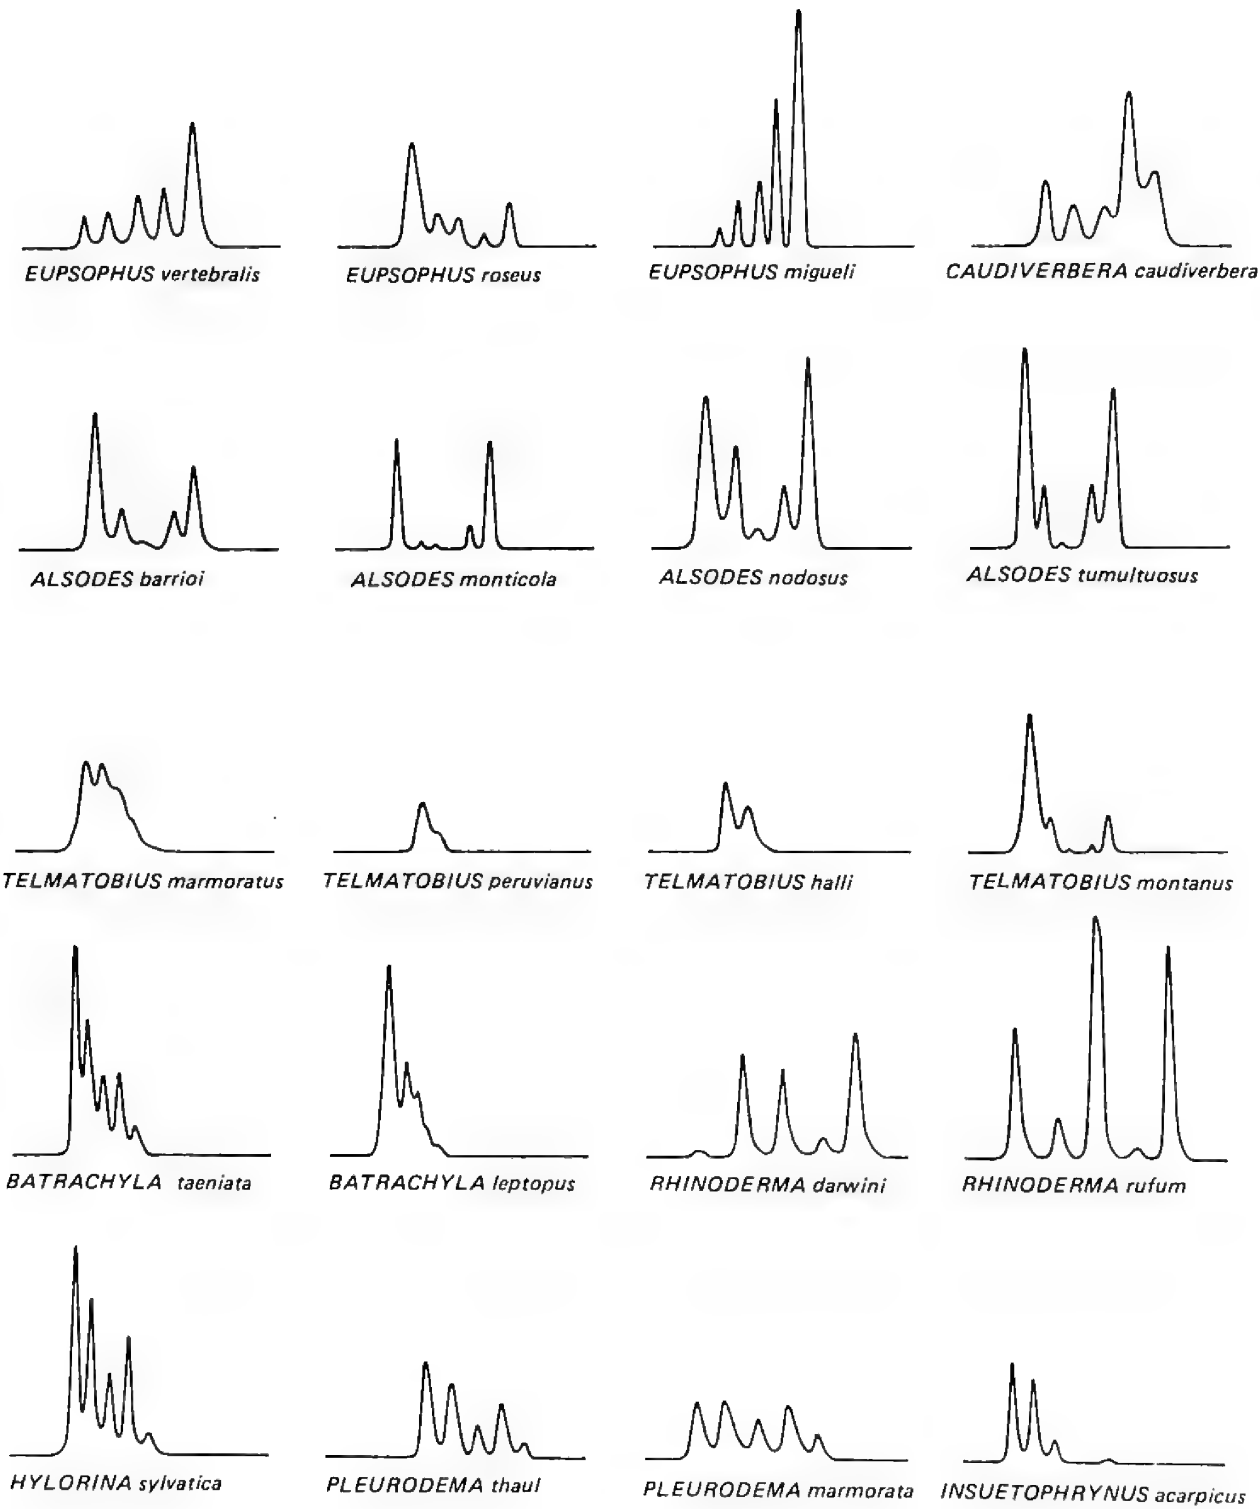 EUPSOPHUS vertebralis
EUPSOPHUS roseus
EUPSOPHUS migueli
CAUDIVERBERA caudiverbera
ALSODES barrioi
ALSODES monticola
ALSODES nodosus
ALSODES tumultuosus
TELMATOBIUS marmoratus
TELMATOBIUS peruvianus
TELMATOBIUS halli
TELMATOBIUS montanus
BATRACHYLA taeniata
BATRACHYLA leptopus
RHINODERMA darwini
RHINODERMA rufum
HYLORINA sylvatica
PLEURODEMA thaul
PLEURODEMA marmorata
INSUETOPHRYNUS acarpicus